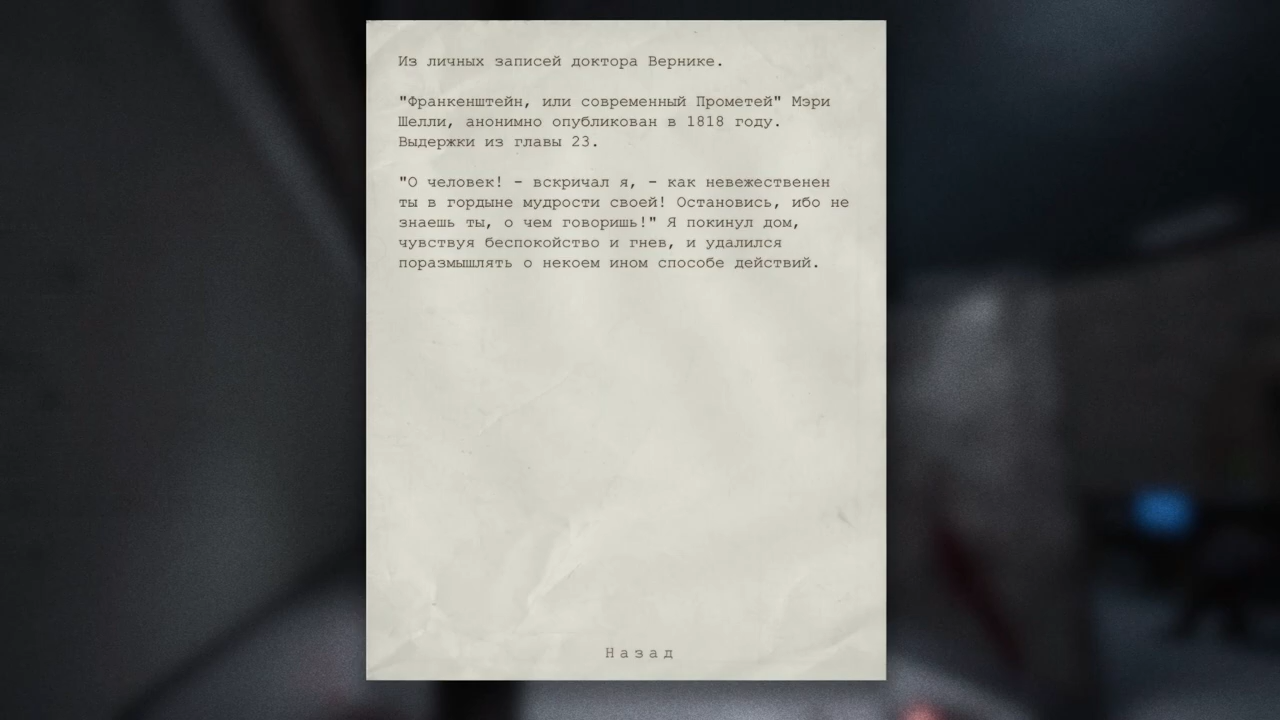 Из личных записей доктора Вернике.
"Франкенштейн, или современный Прометей" Мэри
Шелли, анонимно опубликован в 1818 году.
Выдержки из главы 23.
"О человек! - вскричал я, - как невежественен
ты в гордыне мудрости своей! Остановись, ибо не
знаешь ты, о чем говоришь!" Я покинул дом,
чувствуя беспокойство и гнев, и удалился
поразмышлять о некоем ином способе действий.
Назад